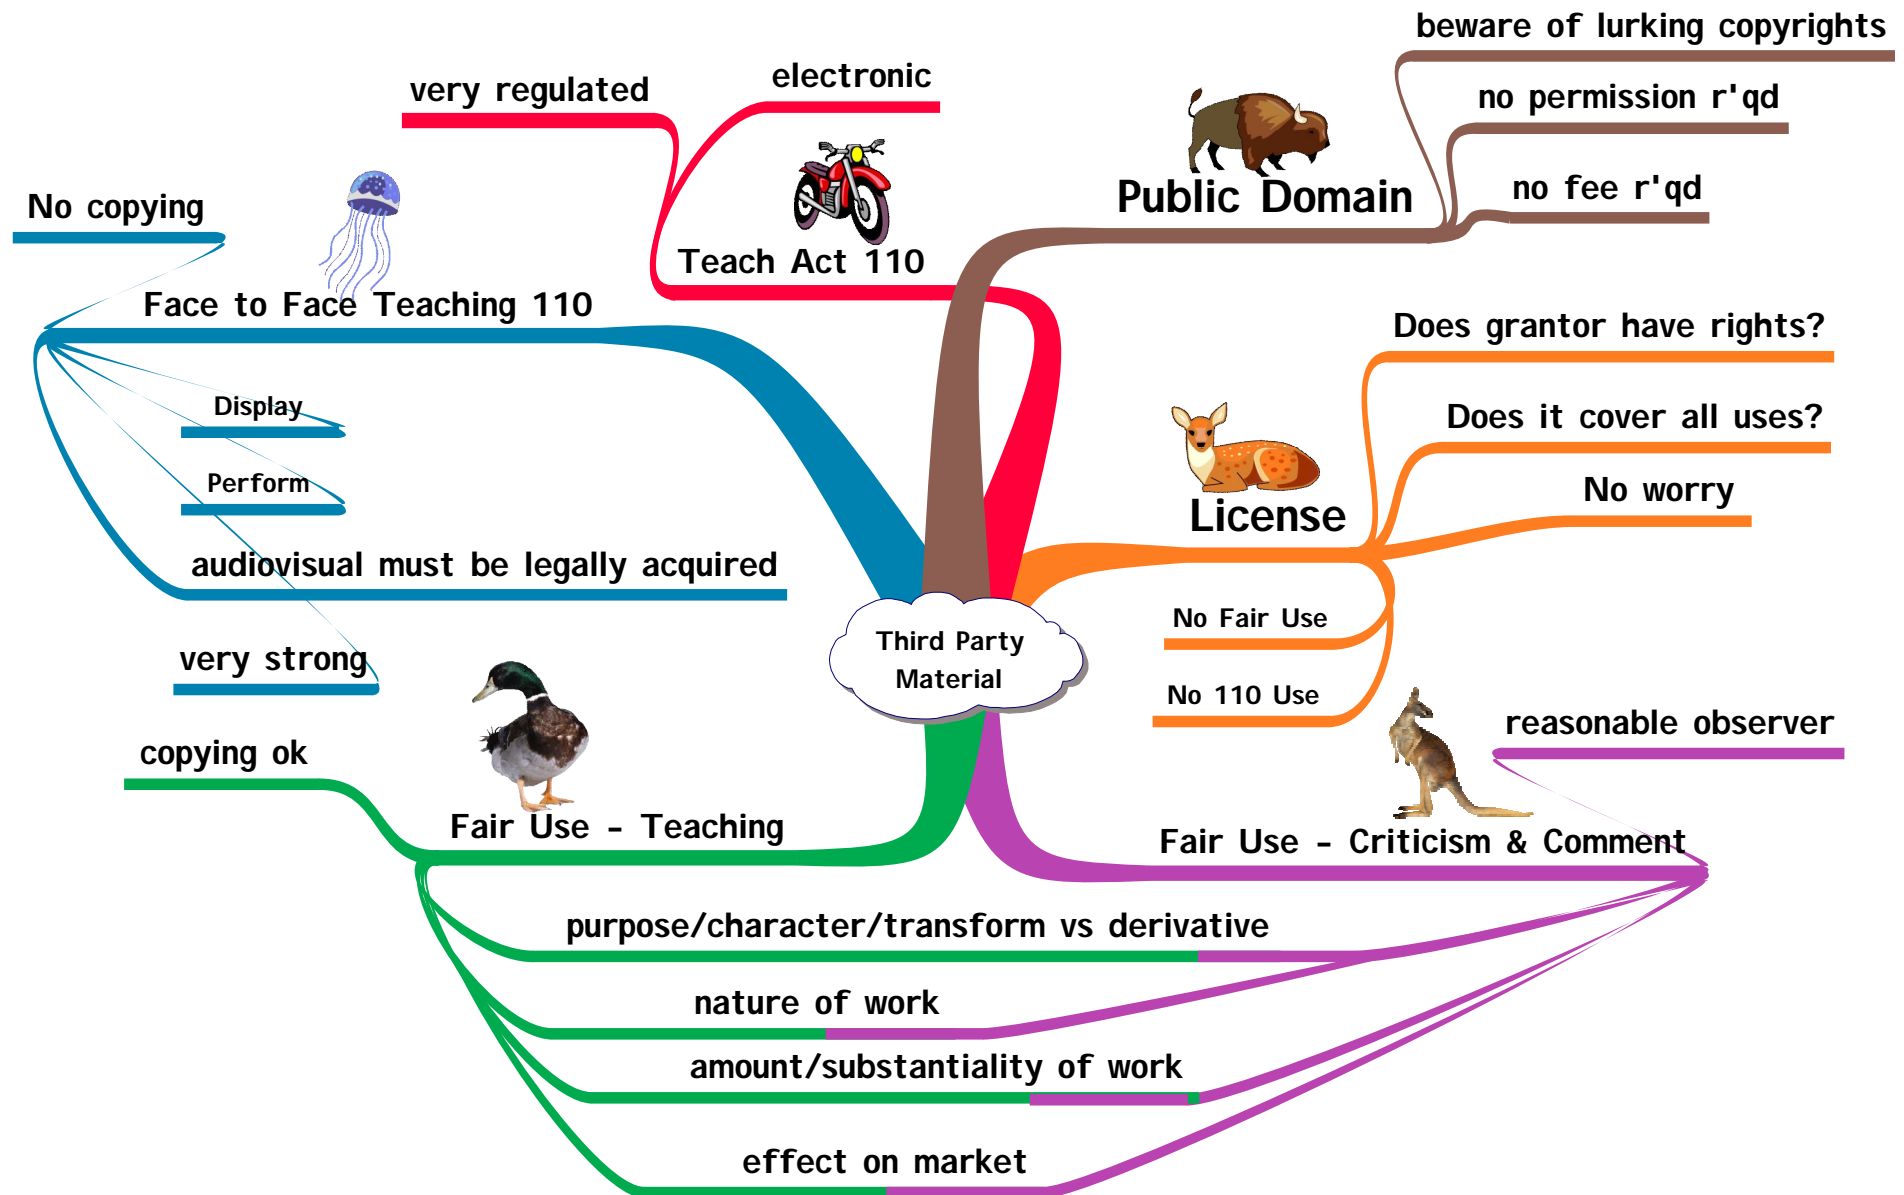 beware of lurking copyrights
no permission r'qd
no fee r'qd
Public Domain
electronic
very regulated
Teach Act 110
No copying
Face to Face Teaching 110
Display
Perform
audiovisual must be legally acquired
very strong
Does grantor have rights?
Does it cover all uses?
No worry
License
No Fair Use
No 110 Use
Third Party
Material
reasonable observer
Fair Use - Criticism & Comment
copying ok
Fair Use - Teaching
purpose/character/transform vs derivative
nature of work
amount/substantiality of work
effect on market